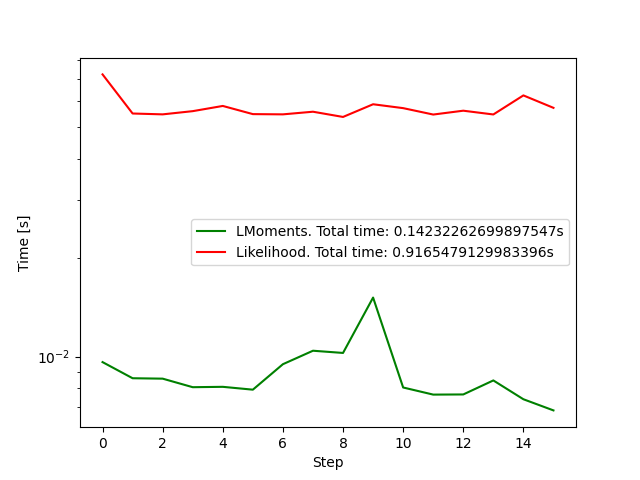 Time [s]
10⁻²
LMoments. Total time: 0.14232262699897547s
Likelihood. Total time: 0.9165479129983396s
0 2 4 6 8 10 12 14
Step